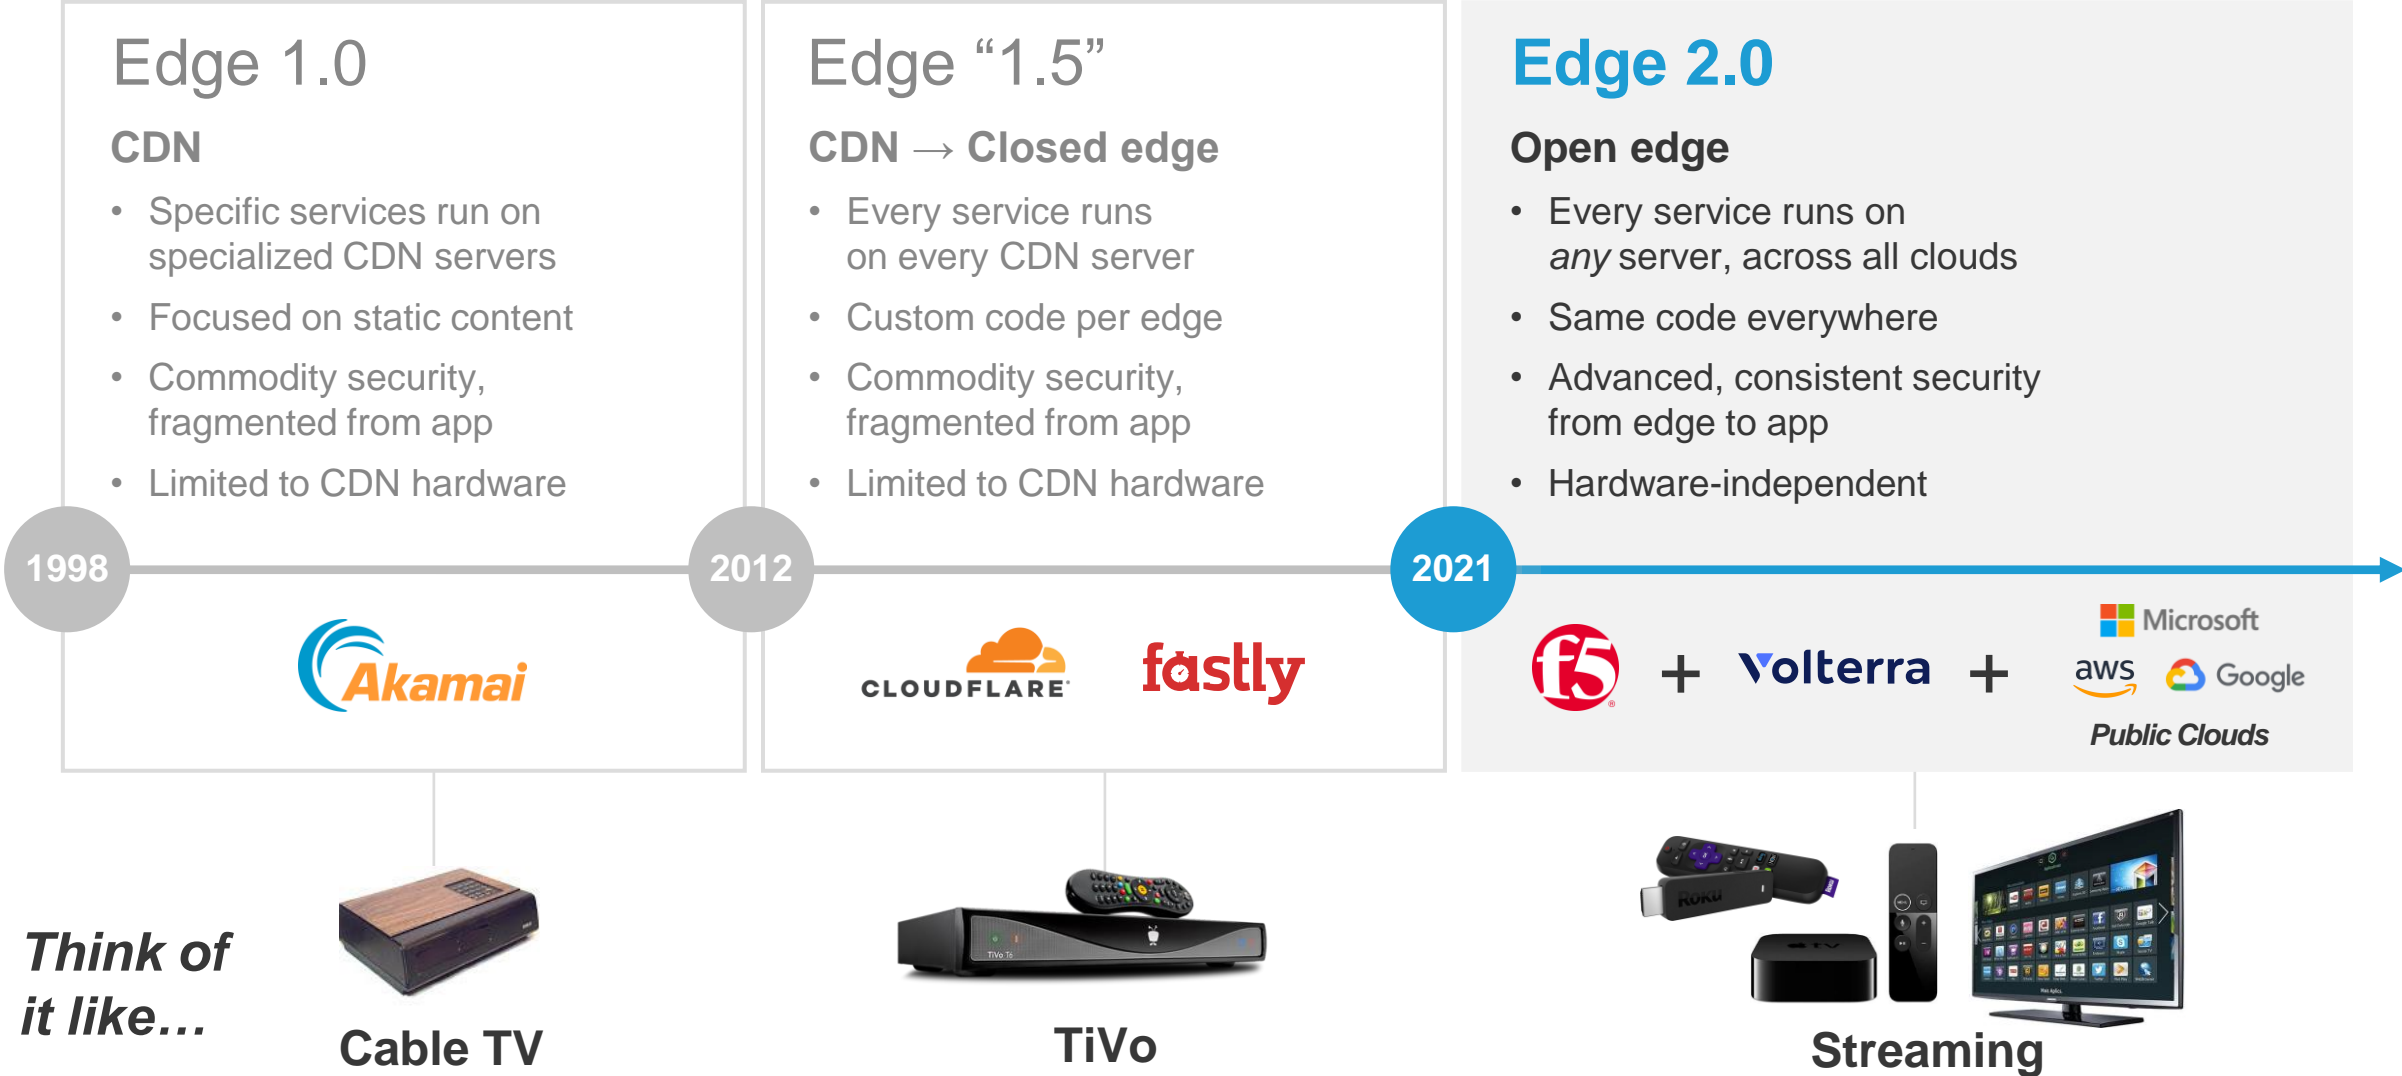 Edge 1.0
CDN
• Specific services run on
specialized CDN servers
• Focused on static content
• Commodity security,
fragmented from app
• Limited to CDN hardware
Edge “1.5”
CDN → Closed edge
• Every service runs
on every CDN server
• Custom code per edge
• Commodity security,
fragmented from app
• Limited to CDN hardware
Edge 2.0
Open edge
• Every service runs on
any server, across all clouds
• Same code everywhere
• Advanced, consistent security
from edge to app
• Hardware-independent
1998
2012
2021
Akamai
CLOUDFLARE
fastly
f5 ®
+
Volterra
+
Microsoft
aws
Google
Public Clouds
Think of
it like…
Cable TV
TiVo
TiVo
Roku
Roku
tv
MENU
Streaming